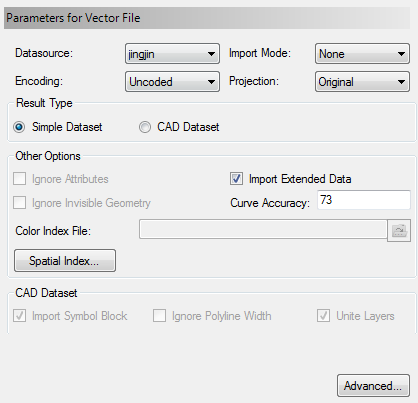 Parameters for Vector File
Datasource: jingjin Import Mode: None
Encoding: Uncoded Projection: Original
Result Type
Simple Dataset CAD Dataset
Other Options
Ignore Attributes Import Extended Data
Ignore Invisible Geometry Curve Accuracy: 73
Color Index File:
Spatial Index...
CAD Dataset
Import Symbol Block Ignore Polyline Width Unite Layers
Advanced...